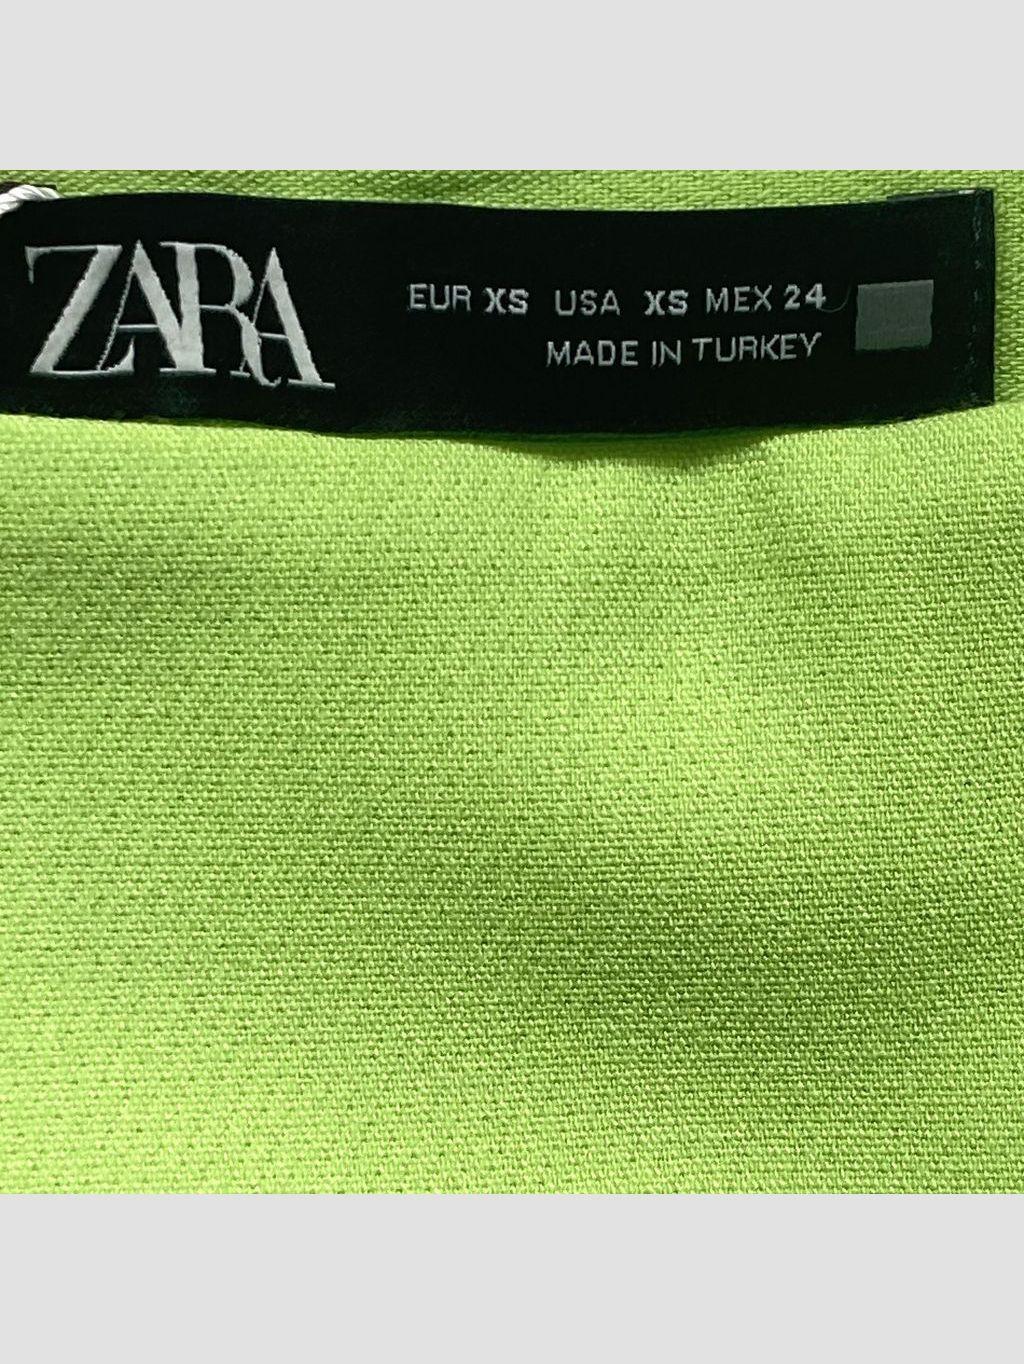 ZARA
EUR XS USA XS MEX 24
MADE IN TURKEY